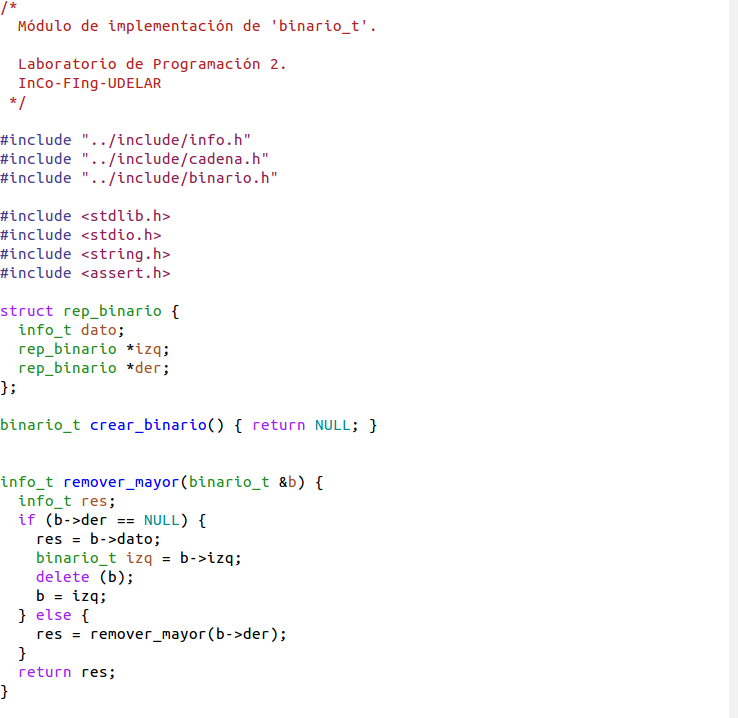 /*
  Módulo de implementación de 'binario_t'.

  Laboratorio de Programación 2.
  InCo-FIng-UDELAR
 */

#include "../include/info.h"
#include "../include/cadena.h"
#include "../include/binario.h"

#include <stdlib.h>
#include <stdio.h>
#include <string.h>
#include <assert.h>

struct rep_binario {
  info_t dato;
  rep_binario *izq;
  rep_binario *der;
};

binario_t crear_binario() { return NULL; }


info_t remover_mayor(binario_t &b) {
  info_t res;
  if (b->der == NULL) {
    res = b->dato;
    binario_t izq = b->izq;
    delete (b);
    b = izq;
  } else {
    res = remover_mayor(b->der);
  }
  return res;
}